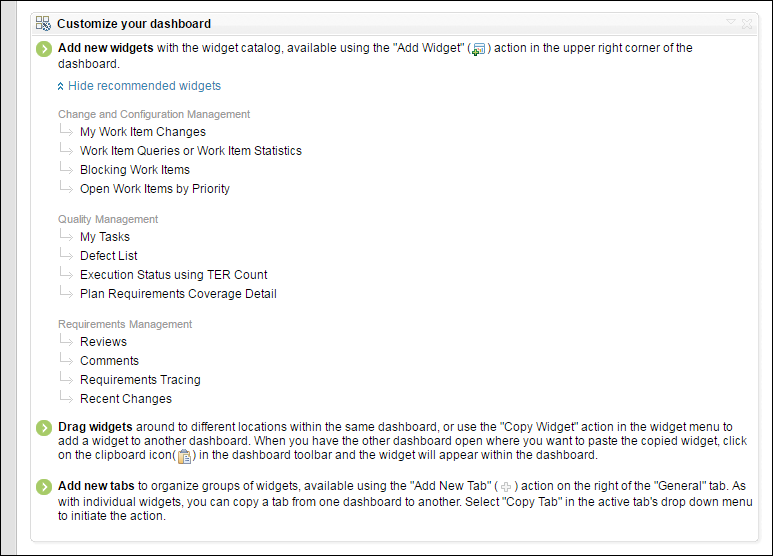 Customize your dashboard
Add new widgets with the widget catalog, available using the "Add Widget" ( ) action in the upper right corner of the
dashboard.
Hide recommended widgets
Change and Configuration Management
My Work Item Changes
Work Item Queries or Work Item Statistics
Blocking Work Items
Open Work Items by Priority
Quality Management
My Tasks
Defect List
Execution Status using TER Count
Plan Requirements Coverage Detail
Requirements Management
Reviews
Comments
Requirements Tracing
Recent Changes
Drag widgets around to different locations within the same dashboard, or use the "Copy Widget" action in the widget menu to
add a widget to another dashboard. When you have the other dashboard open where you want to paste the copied widget, click
on the clipboard icon( ) in the dashboard toolbar and the widget will appear within the dashboard.
Add new tabs to organize groups of widgets, available using the "Add New Tab" ( ) action on the right of the "General" tab. As
with individual widgets, you can copy a tab from one dashboard to another. Select "Copy Tab" in the active tab's drop down menu
to initiate the action.